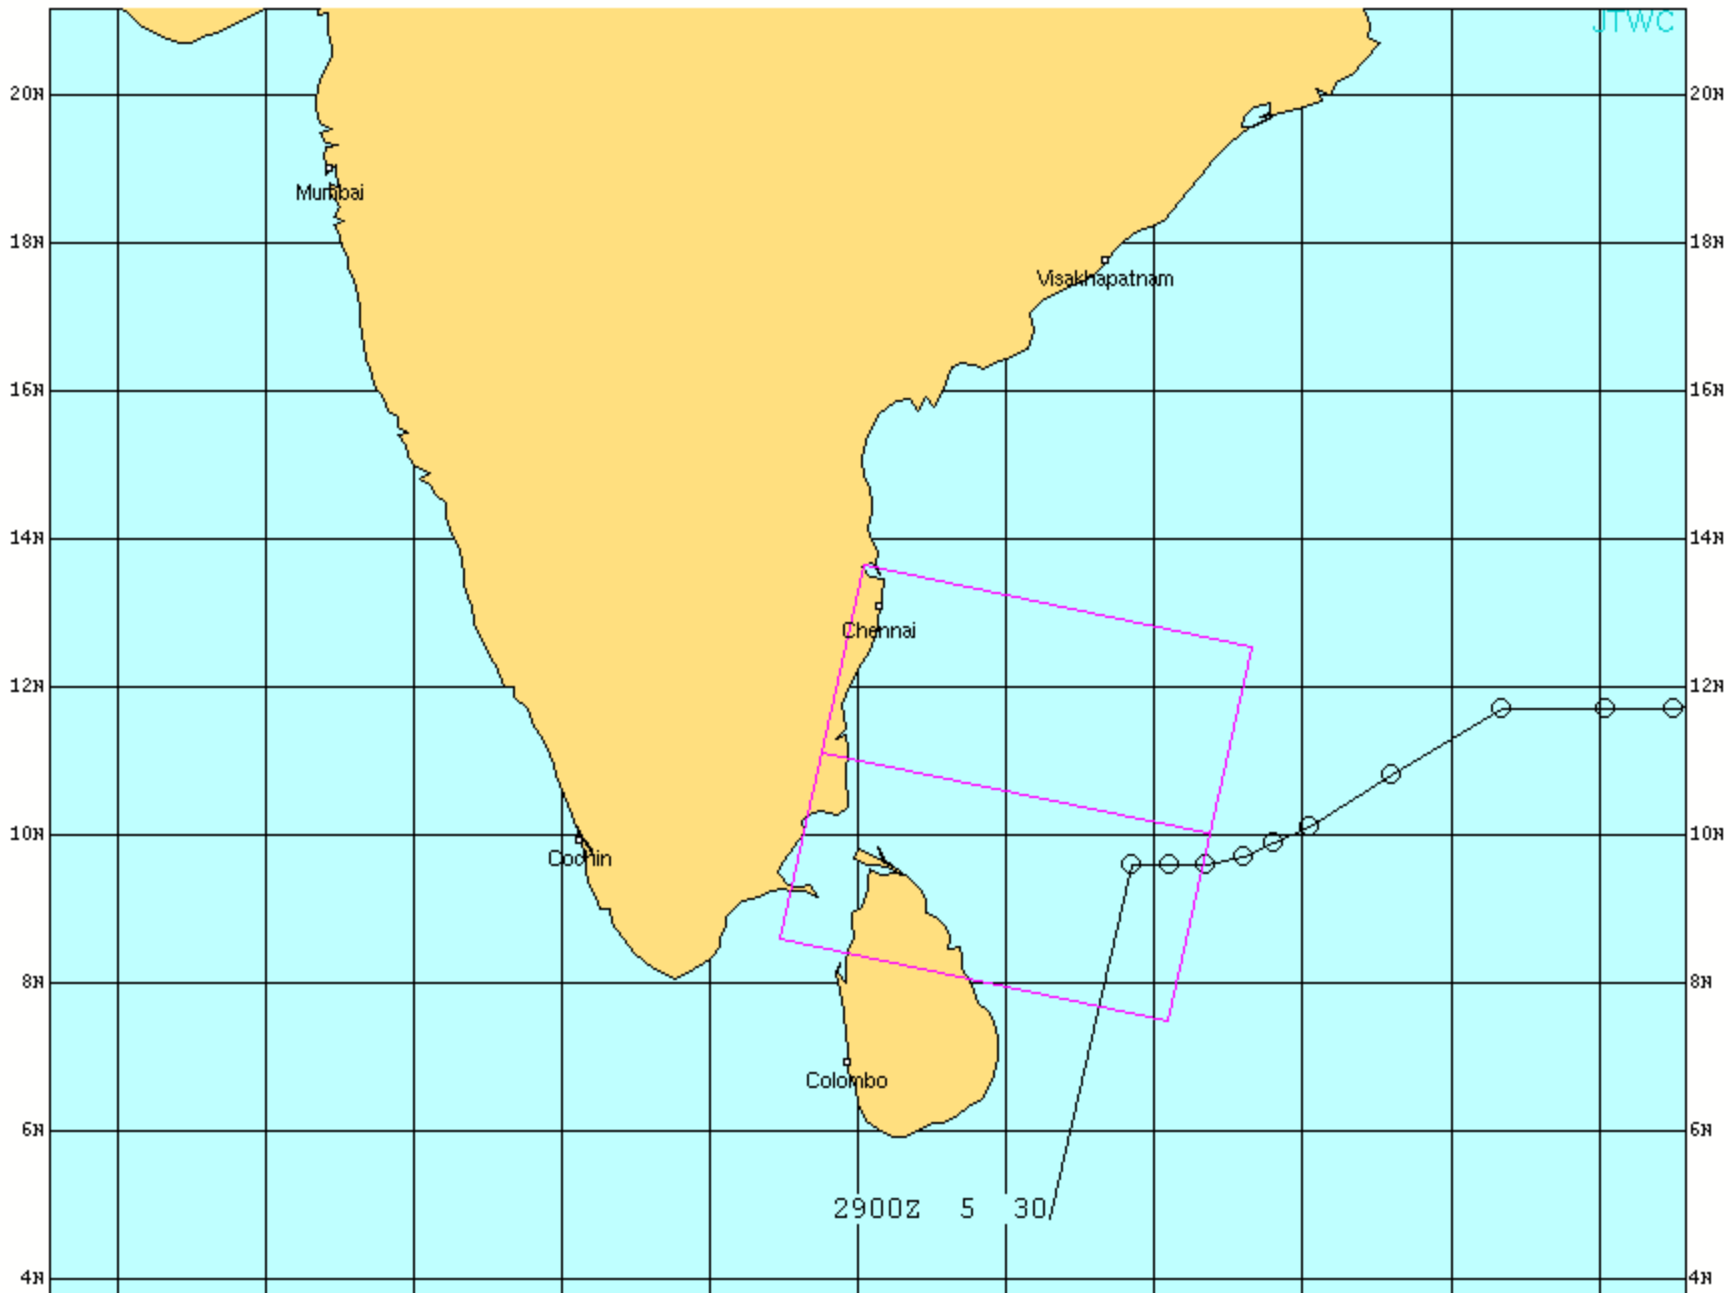 JTWC
20N 20N
Mumbai
18N 18N
Visakhapatnam
16N 16N
14N 14N
Chennai
12N 12N
10N 10N
Cochin
8N 8N
Colombo
6N 6N
2900Z 5 30
4N 4N